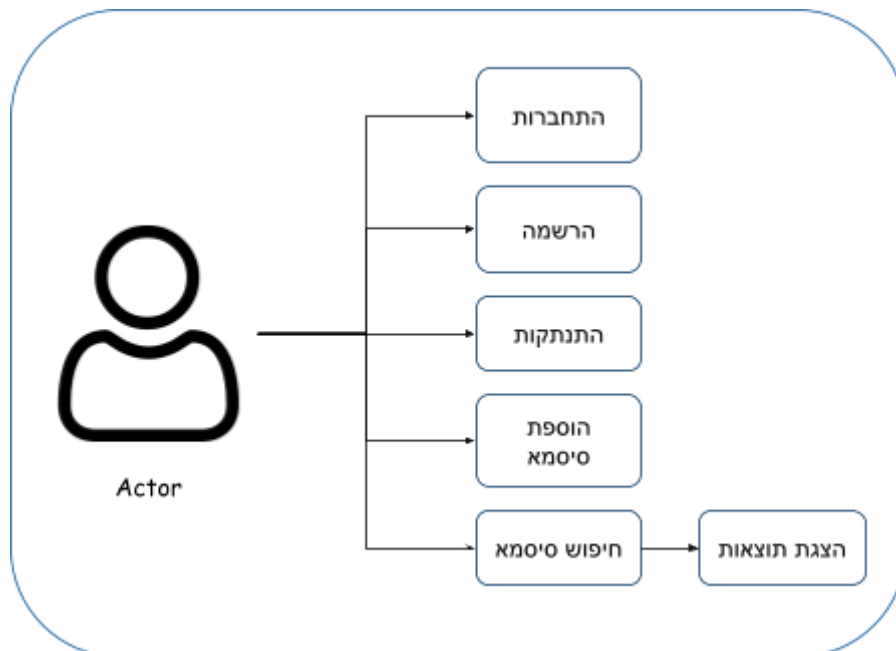 התחברות
הרשמה
התנתקות
הוספת
סיסמא
חיפוש סיסמא
הצגת תוצאות
Actor